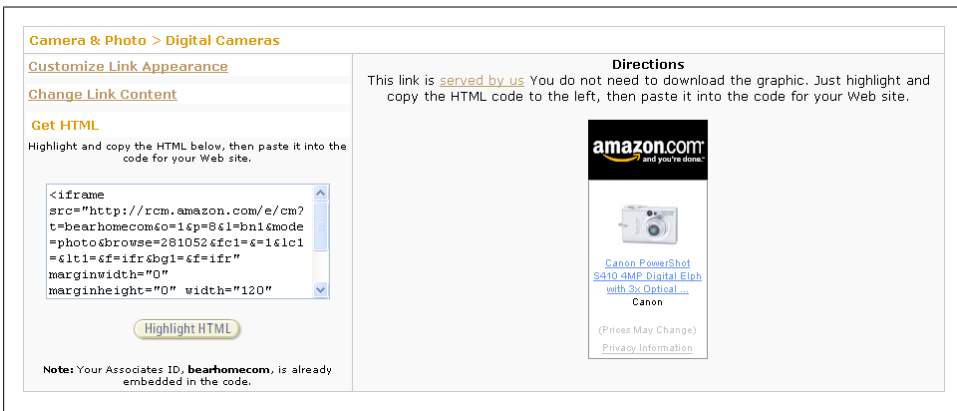 Camera & Photo > Digital Cameras
Customize Link Appearance
Change Link Content
Get HTML
Highlight and copy the HTML below, then paste it into the
code for your Web site.
<iframe
src="http://rcm.amazon.com/e/cm?
t=bearhomecom&o=1&p=8&l=bn1&mode
=photo&browse=281052&fc1=&=1&lc1
=&lt1=&f=ifr&bg1=&f=ifr"
marginwidth="0"
marginheight="0" width="120"
Highlight HTML
Note: Your Associates ID, bearhomecom, is already
embedded in the code.
Directions
This link is served by us You do not need to download the graphic. Just highlight and
copy the HTML code to the left, then paste it into the code for your Web site.
amazon.com
and you're done.™
Canon PowerShot
S410 4MP Digital Elph
with 3x Optical ...
Canon
(Prices May Change)
Privacy Information